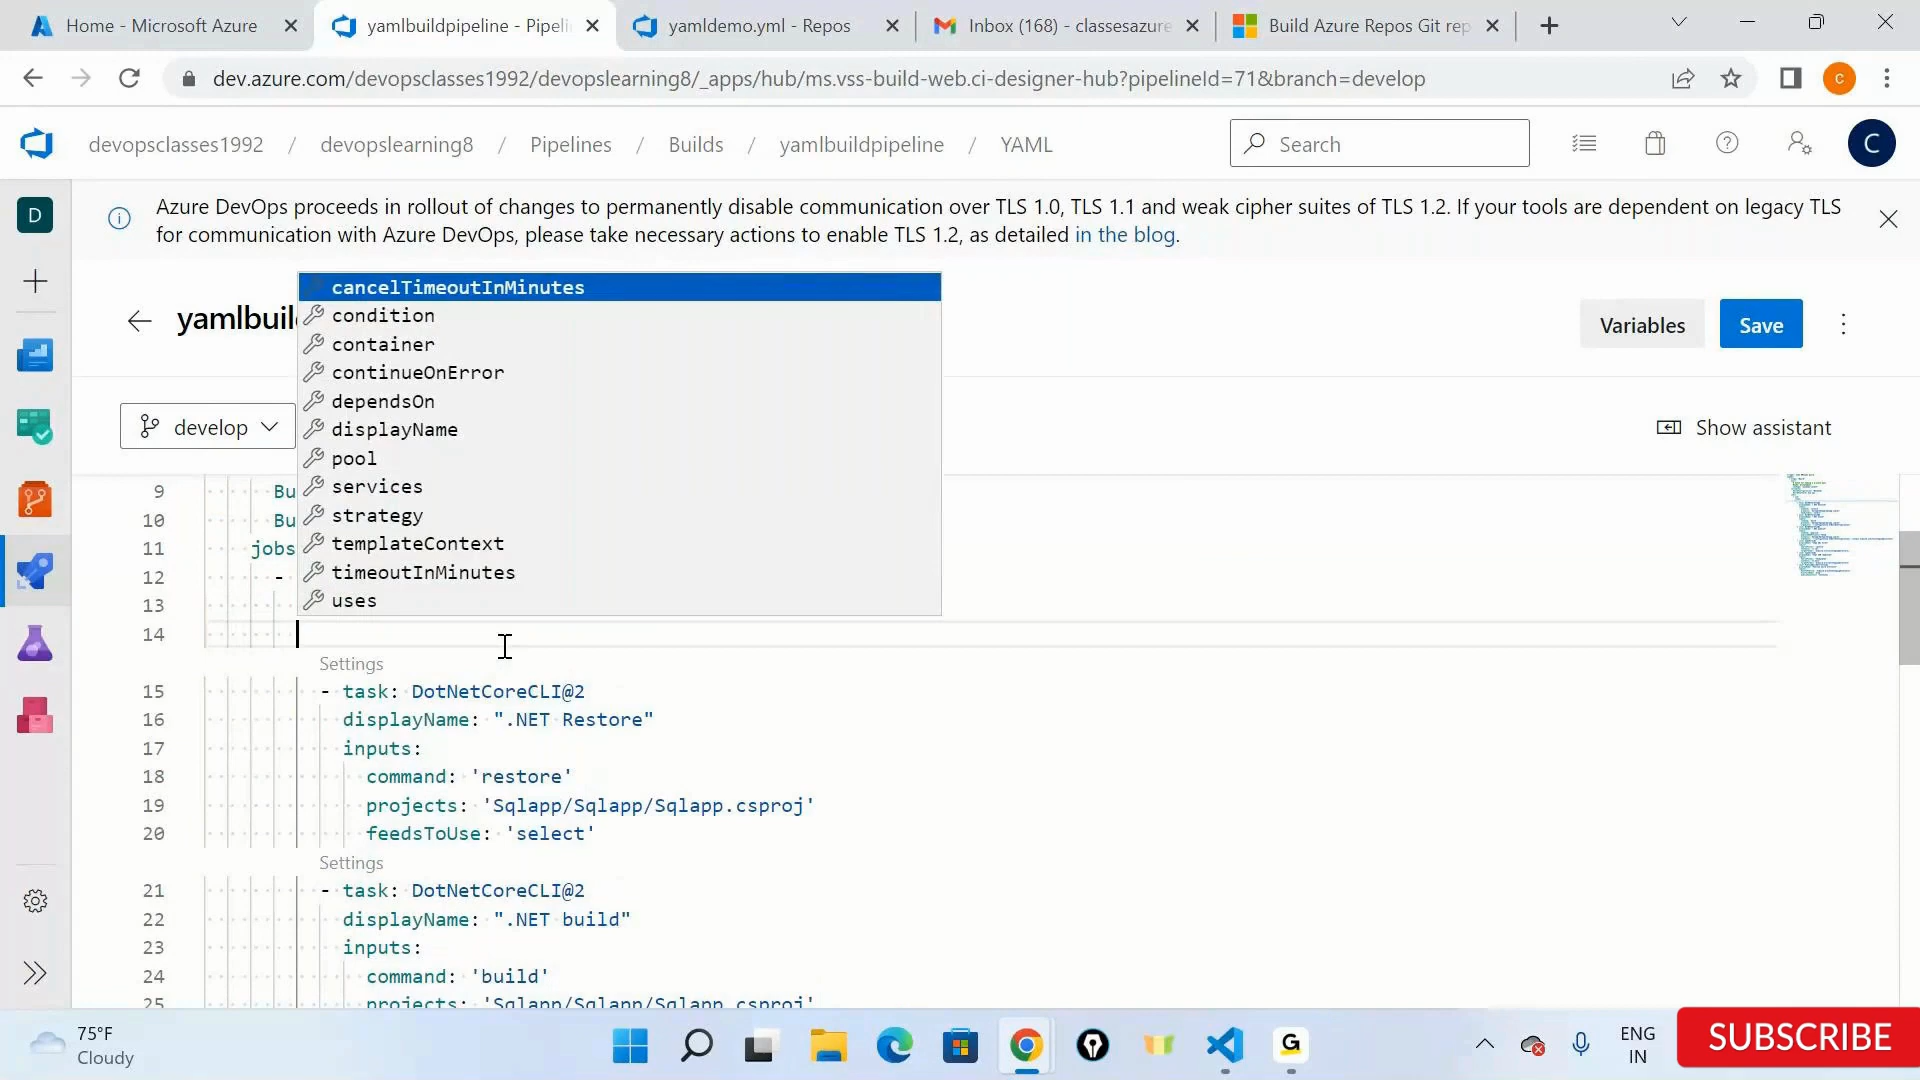 Home - Microsoft Azure
yamlbuildpipeline - Pipeli
yamldemo.yml - Repos
Inbox (168) - classesazure
Build Azure Repos Git rep
dev.azure.com/devopsclasses1992/devopslearning8/_apps/hub/ms.vss-build-web.ci-designer-hub?pipelineId=71&branch=develop
C
devopsclasses1992 / devopslearning8 / Pipelines / Builds / yamlbuildpipeline / YAML
Search
C
D
Azure DevOps proceeds in rollout of changes to permanently disable communication over TLS 1.0, TLS 1.1 and weak cipher suites of TLS 1.2. If your tools are dependent on legacy TLS
for communication with Azure DevOps, please take necessary actions to enable TLS 1.2, as detailed in the blog.
yamlbuil
Variables
Save
develop
Show assistant
cancelTimeoutInMinutes
condition
container
continueOnError
dependsOn
displayName
pool
services
strategy
templateContext
timeoutInMinutes
uses
9 Bu
10 Bu
11 jobs
12 -
13
14
Settings
15 - task: DotNetCoreCLI@2
16 displayName: ".NET Restore"
17 inputs:
18 command: 'restore'
19 projects: 'Sqlapp/Sqlapp/Sqlapp.csproj'
20 feedsToUse: 'select'
Settings
21 - task: DotNetCoreCLI@2
22 displayName: ".NET build"
23 inputs:
24 command: 'build'
25 projects: 'Sqlapp/Sqlapp/Sqlapp.csproj'
75°F
Cloudy
ENG
IN
SUBSCRIBE